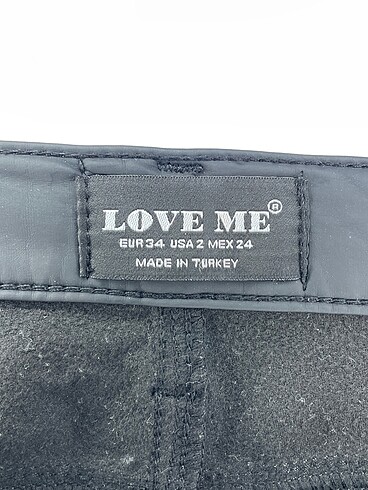 LOVE ME®
EUR 34 USA 2 MEX 24
MADE IN TURKEY